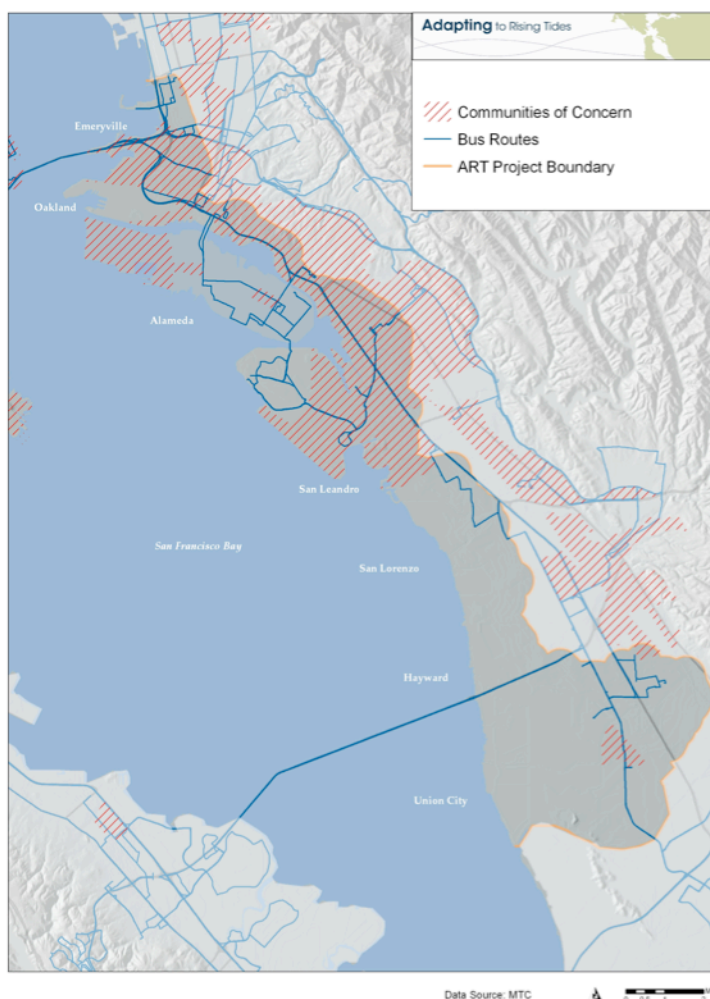 Adapting to Rising Tides
Communities of Concern
Bus Routes
ART Project Boundary
Emeryville
Oakland
Alameda
San Leandro
San Francisco Bay
San Lorenzo
Hayward
Union City
Data Source: MTC